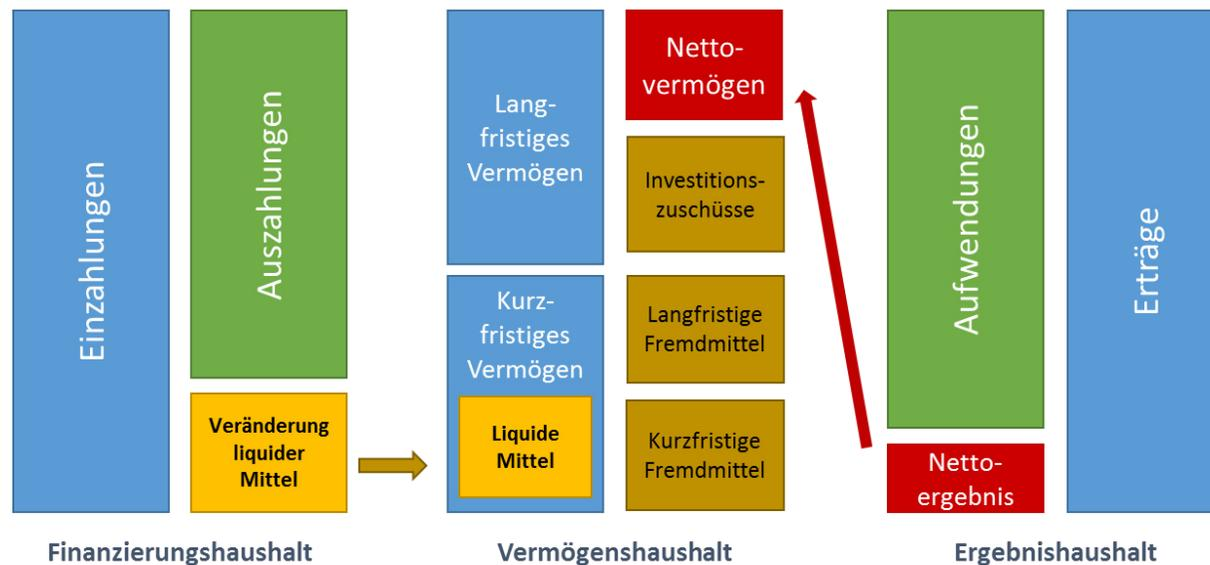 Einzahlungen
Auszahlungen
Veränderung
liquider
Mittel
Finanzierungshaushalt
Lang-
fristiges
Vermögen
Kurz-
fristiges
Vermögen
Liquide
Mittel
Netto-
vermögen
Investitions-
zuschüsse
Langfristige
Fremdmittel
Kurzfristige
Fremdmittel
Vermögenshaushalt
Aufwendungen
Netto-
ergebnis
Erträge
Ergebnishaushalt